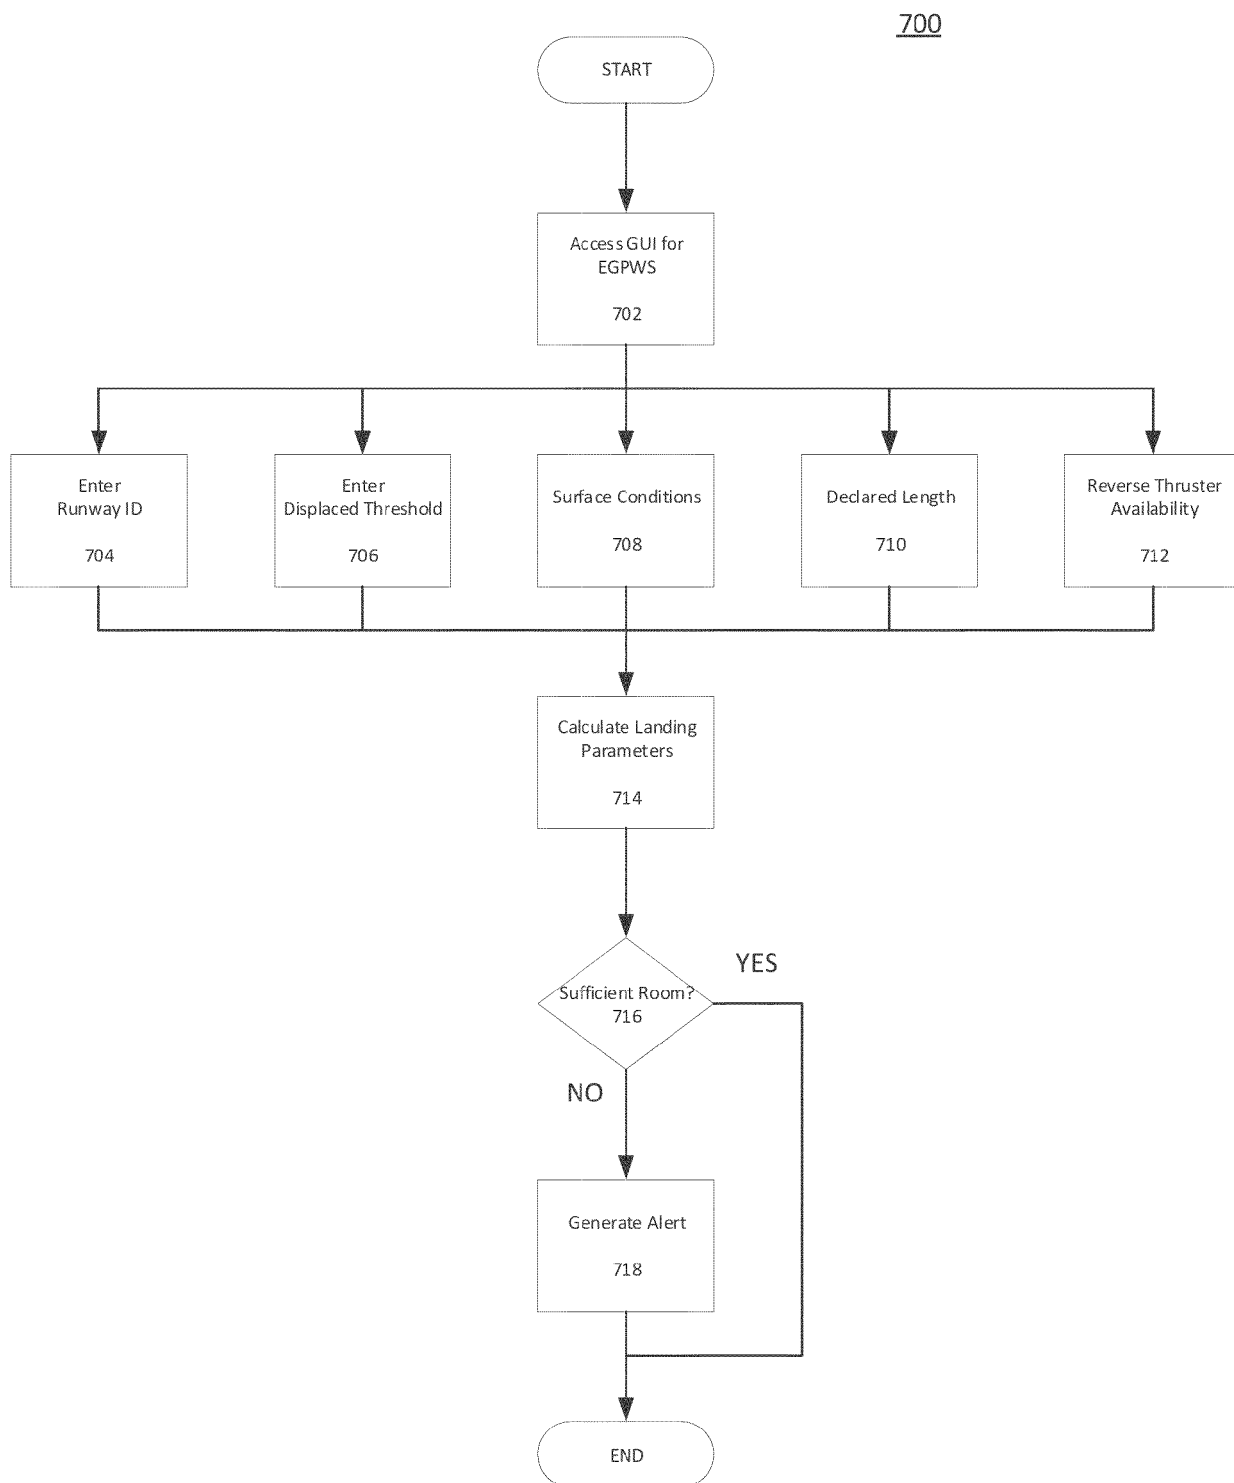 700
START
Access GUI for
EGPWS
702
Enter
Runway ID
704
Enter
Displaced Threshold
706
Surface Conditions
708
Declared Length
710
Reverse Thruster
Availability
712
Calculate Landing
Parameters
714
YES
Sufficient Room?
716
NO
Generate Alert
718
END